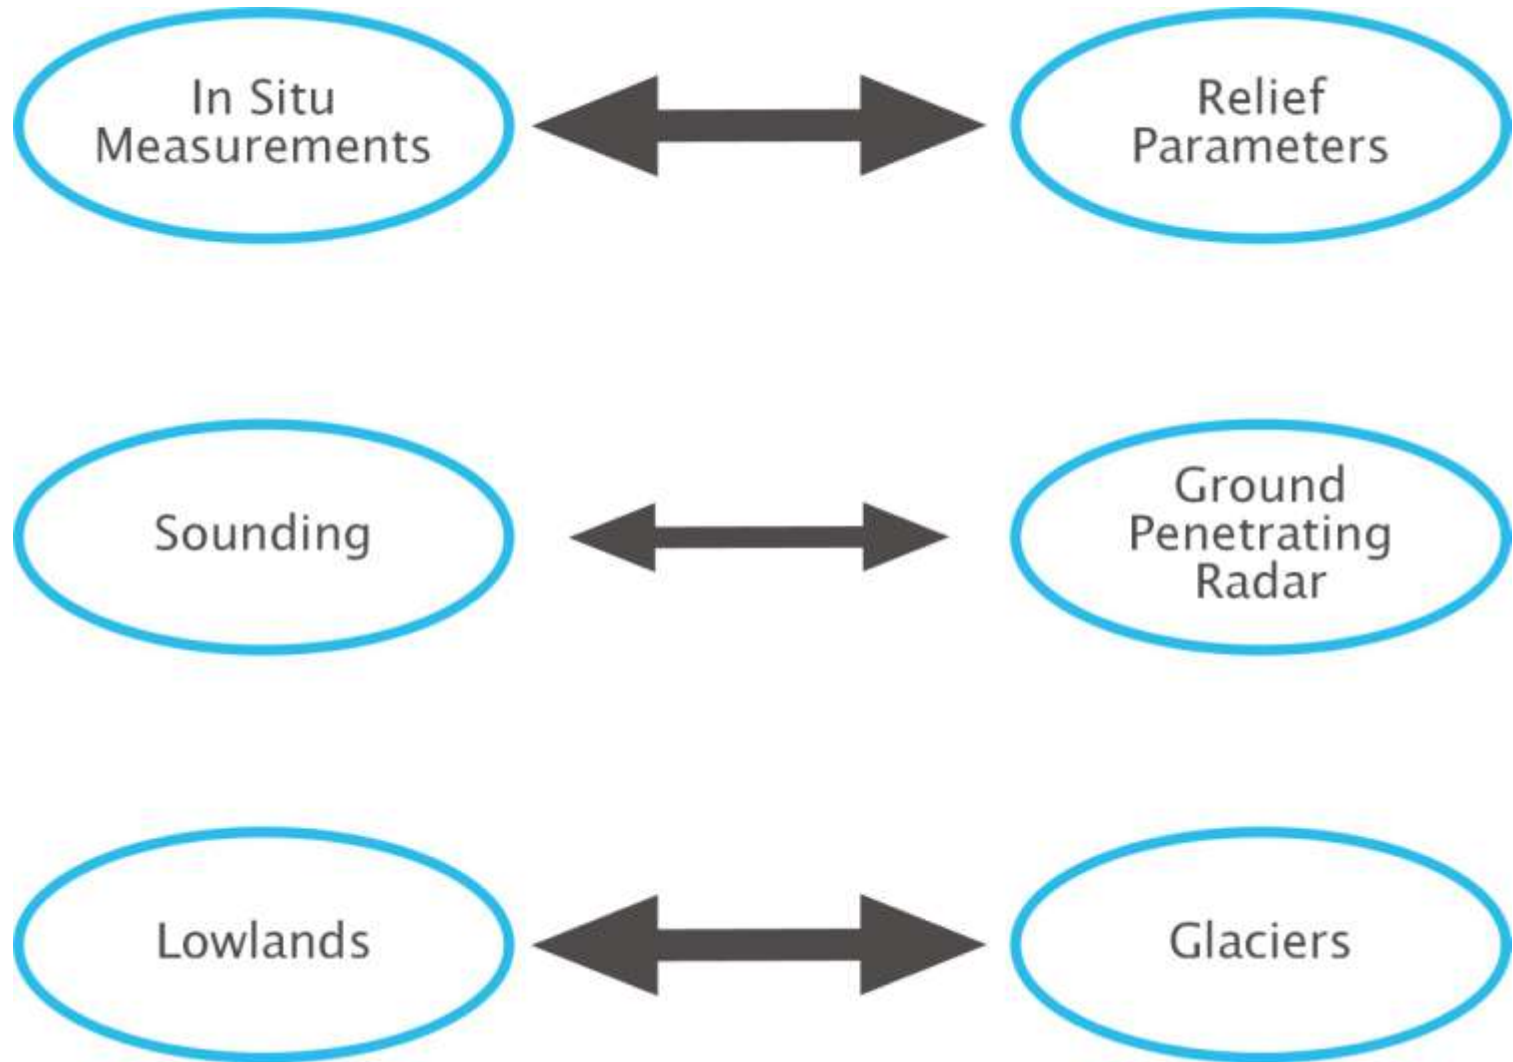 In Situ
Measurements
Relief
Parameters
Sounding
Ground
Penetrating
Radar
Lowlands
Glaciers